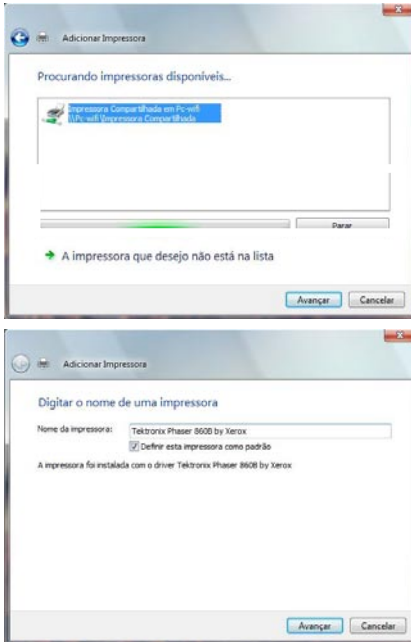 Adicionar Impressora
Procurando impressoras disponíveis...
Impressora Compartilhada em Pc-wifi
\\Pc-wifi\Impressora Compartilhada
Parar
A impressora que desejo não está na lista
Avançar
Cancelar
Adicionar Impressora
Digitar o nome de uma impressora
Nome da impressora: Tektronix Phaser 860B by Xerox
Definir esta impressora como padrão
A impressora foi instalada com o driver Tektronix Phaser 860B by Xerox
Avançar
Cancelar